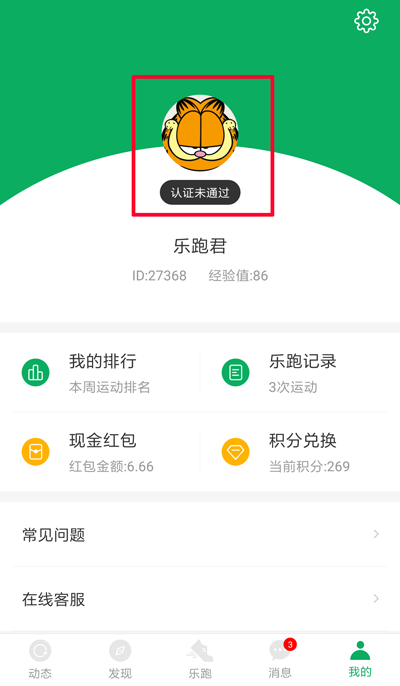 认证未通过
乐跑君
ID:27368 经验值:86
我的排行
本周运动排名
乐跑记录
3次运动
现金红包
红包金额:6.66
积分兑换
当前积分:269
常见问题
在线客服
3
动态 发现 乐跑 消息 我的